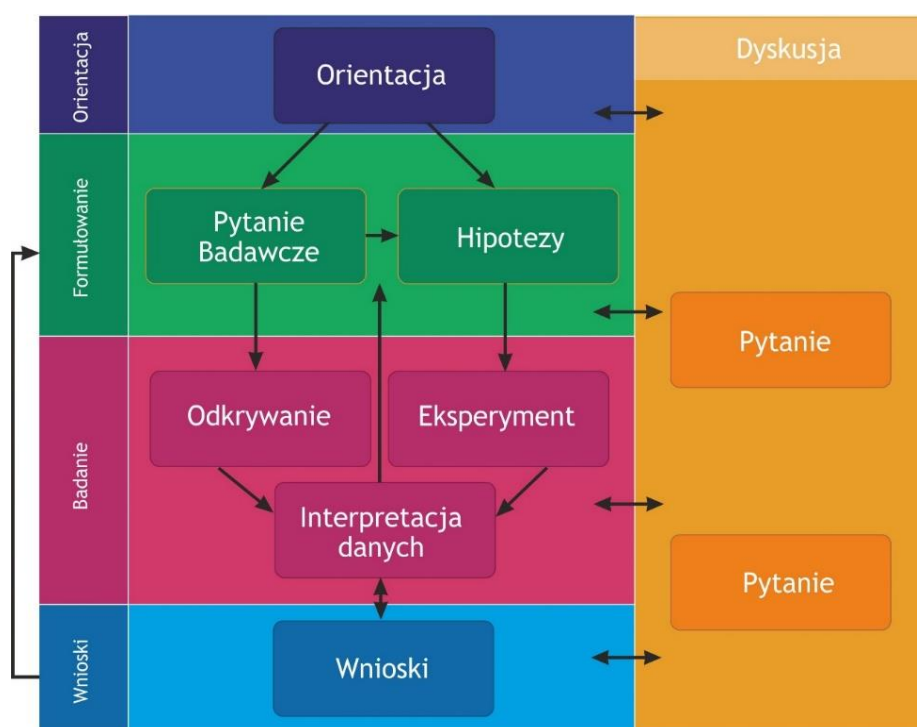 Orientacja
Orientacja
Dyskusja
Formułowanie
Pytanie
Badawcze
Hipotezy
Pytanie
Badanie
Odkrywanie
Eksperyment
Interpretacja
danych
Pytanie
Wnioski
Wnioski